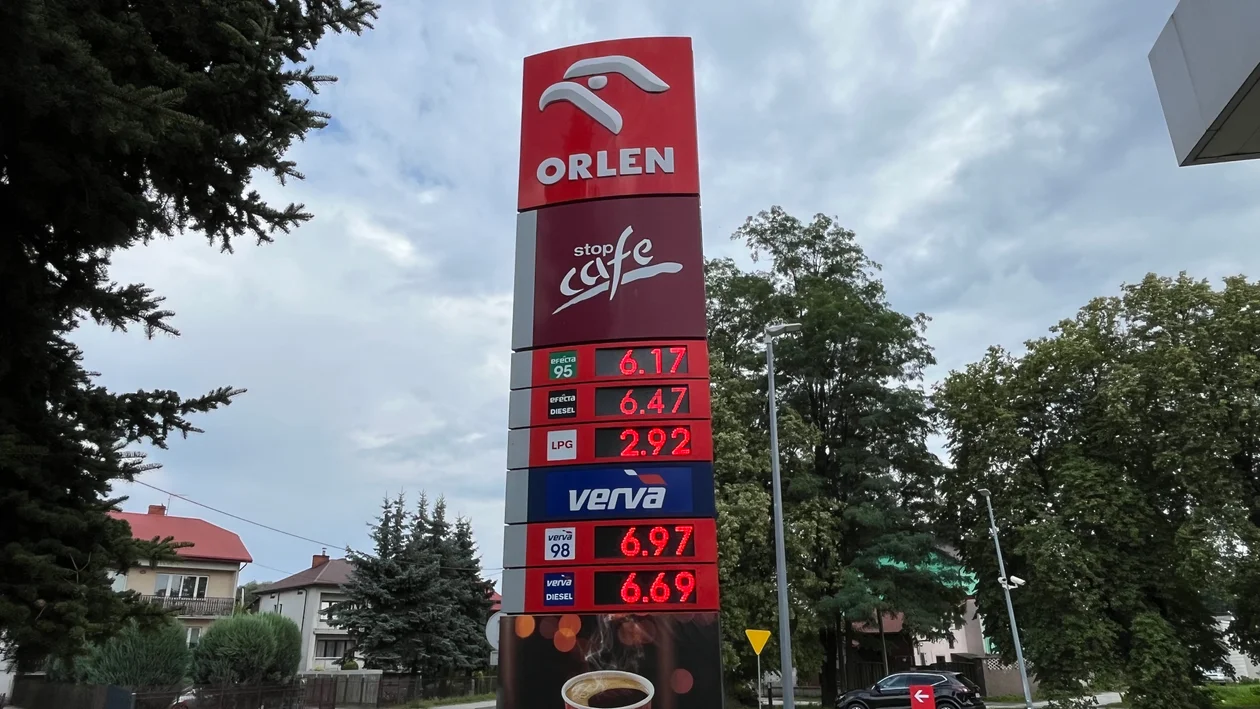 ORLEN
stop
cafe
efecta
95
6.17
efecta
DIESEL
6.47
LPG
2.92
verva
verva
98
6.97
verva
DIESEL
6.69